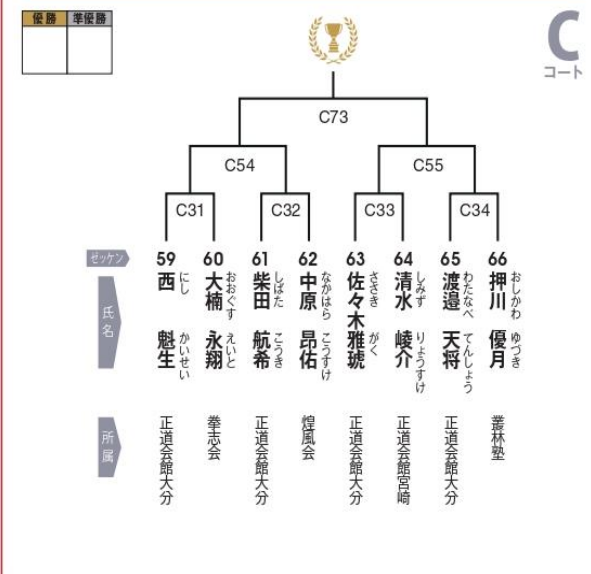 優勝 準優勝
C
コート
C73
C54 C55
C31 C32 C33 C34
ゼッケン 59 60 61 62 63 64 65 66
氏名
西 魁生
にし かいせい
大楠 永翔
おおぐす えいと
柴田 航希
しばた こうき
中原 昂佑
なかはら こうすけ
佐々木雅琥
ささき がく
清水 崚介
しみず りょうすけ
渡邉 天将
わたなべ てんしょう
押川 優月
おしかわ ゆづき
所属
正道会館大分
拳志会
正道会館大分
煌風会
正道会館大分
正道会館宮崎
正道会館大分
叢林塾